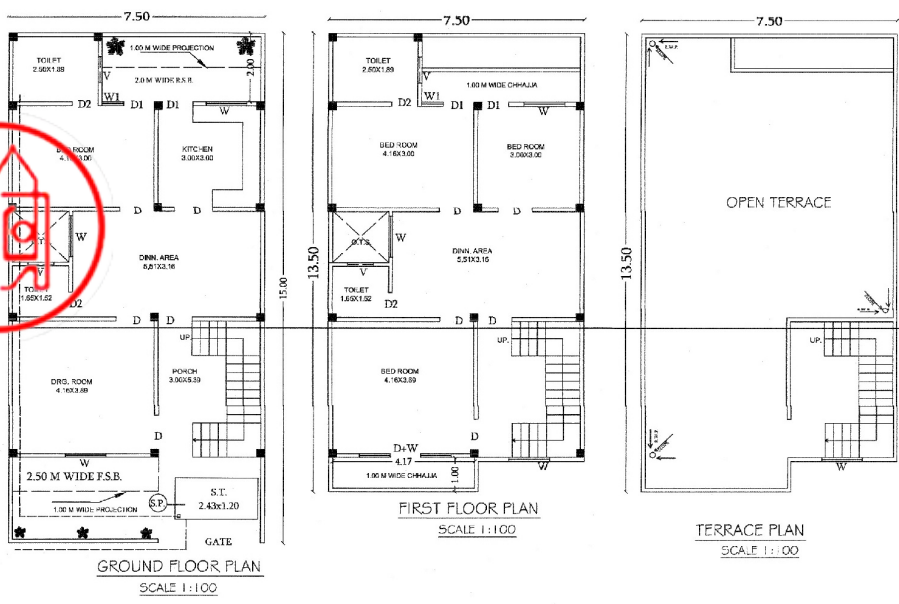 7.50
TOILET
2.50X1.89
1.00 M WIDE PROJECTION
2.0 M WIDE R.S.B.
2.00
V
W1
D2
D1
D1
W
4.16X3.00
KITCHEN
3.00X3.00
D
D
W
V
DINN. AREA
5,51X3.16
1.65X1.52
D2
15.00
D
D
UP.
DRG. ROOM
4.16X3.89
PORCH
3.00X5.39
D
W
2.50 M WIDE F.S.B.
1.00 M WIDE PROJECTION
S.P.
S.T.
2.43x1.20
GATE
GROUND FLOOR PLAN
SCALE 1:100
7.50
TOILET
2.50X1.89
V
W1
1.00 M WIDE CHHAJJA
D2
D1
D1
W
BED ROOM
4.16X3.00
BED ROOM
3.00X3.00
D
D
O.T.S.
W
V
DINN. AREA
5,51X3.16
TOILET
1.65X1.52
D2
13.50
D
D
UP.
BED ROOM
4.16X3.89
D
D+W
4.17
1.00 M WIDE CHHAJJA
1.00
W
FIRST FLOOR PLAN
SCALE 1:100
7.50
OPEN TERRACE
13.50
UP.
W
TERRACE PLAN
SCALE 1:100